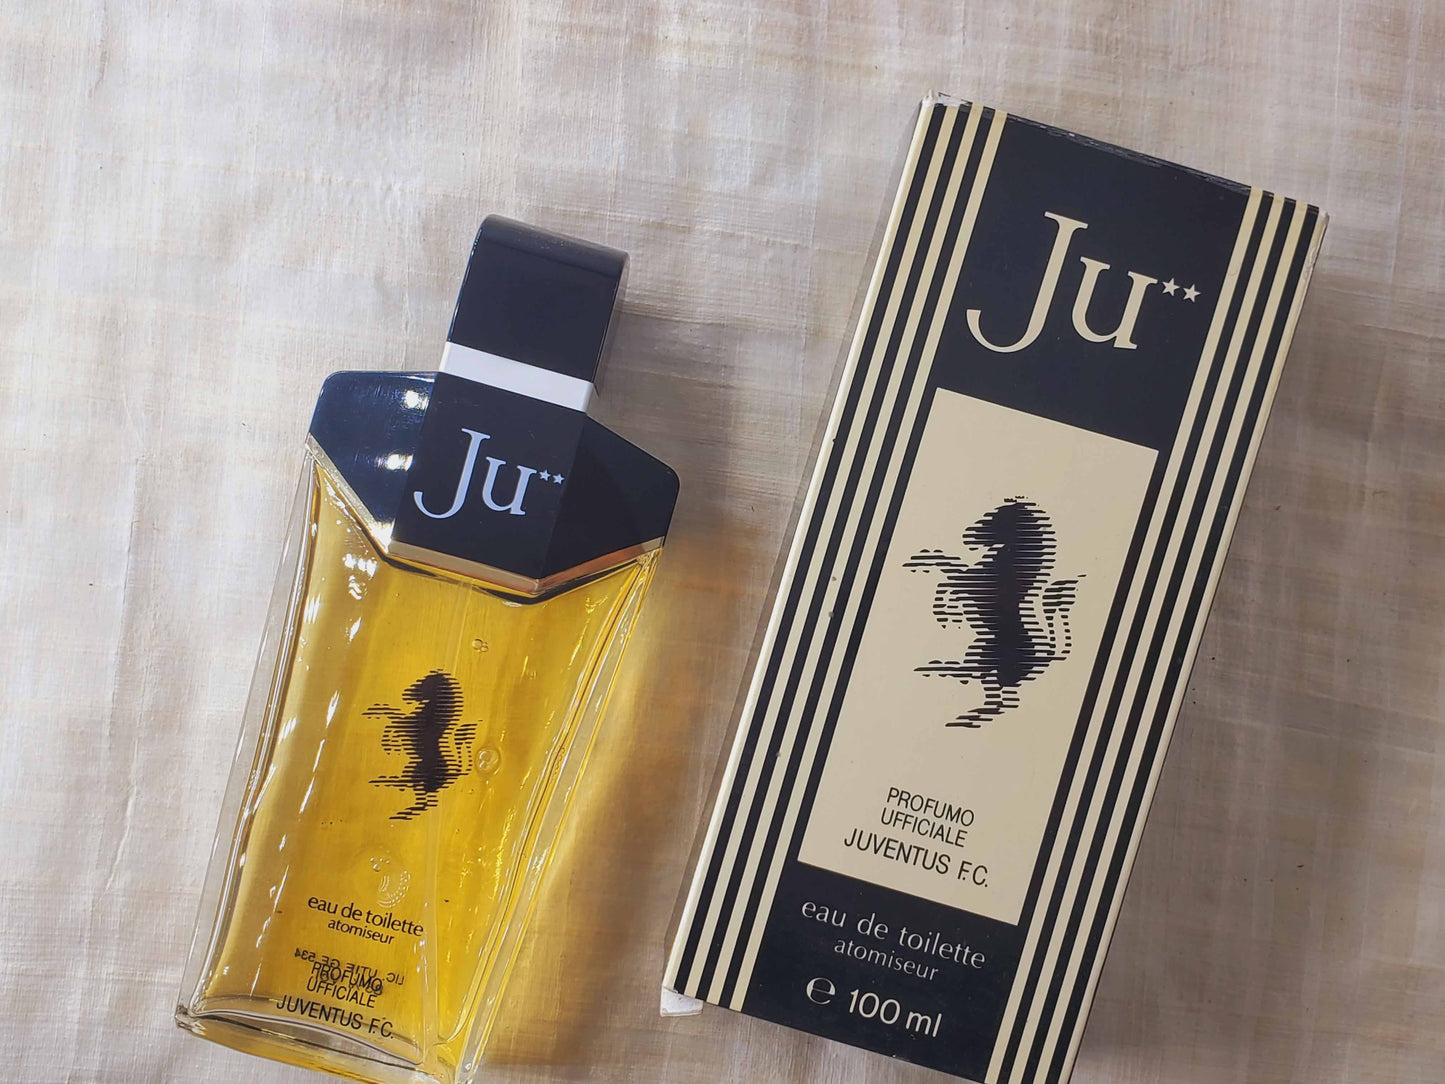 Ju**
eau de toilette
atomiseur
LIC. UTIF GE 534
PROFUMO
UFFICIALE
JUVENTUS F.C.
Ju**
PROFUMO
UFFICIALE
JUVENTUS F.C.
eau de toilette
atomiseur
℮ 100 ml